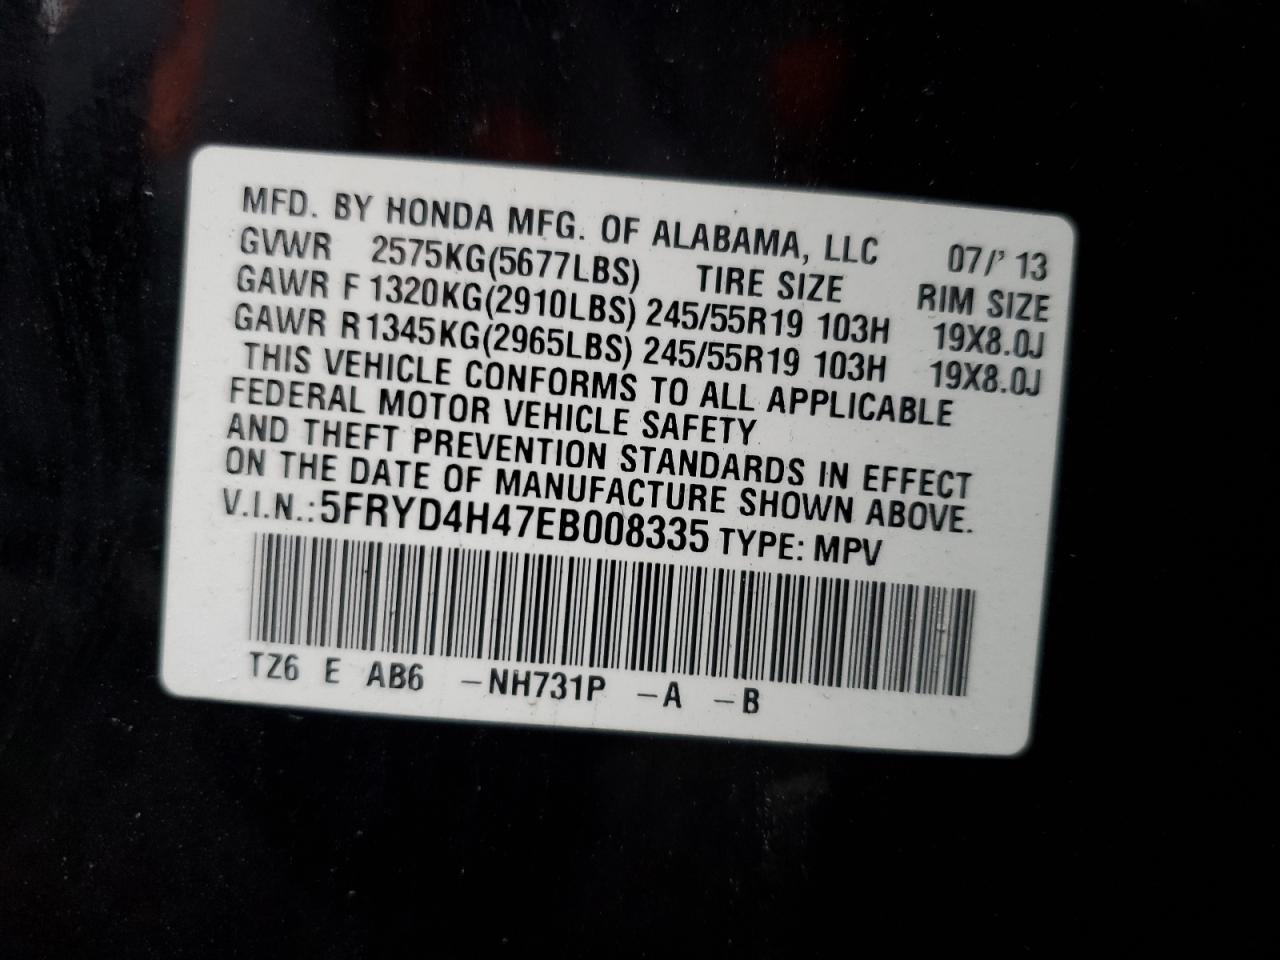 MFD. BY HONDA MFG. OF ALABAMA, LLC 07/' 13
GVWR 2575KG(5677LBS) TIRE SIZE RIM SIZE
GAWR F 1320KG(2910LBS) 245/55R19 103H 19X8.0J
GAWR R 1345KG(2965LBS) 245/55R19 103H 19X8.0J
THIS VEHICLE CONFORMS TO ALL APPLICABLE
FEDERAL MOTOR VEHICLE SAFETY
AND THEFT PREVENTION STANDARDS IN EFFECT
ON THE DATE OF MANUFACTURE SHOWN ABOVE.
V.I.N.:5FRYD4H47EB008335 TYPE: MPV
TZ6 E AB6 -NH731P -A -B